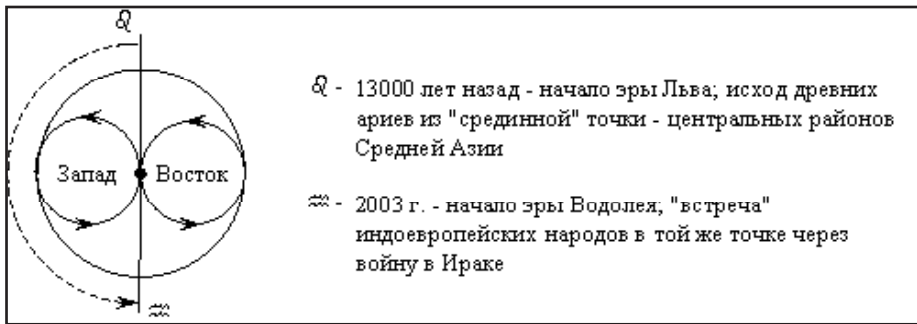 ♌
Запад
Восток
♒
♌ - 13000 лет назад - начало эры Льва; исход древних
ариев из "срединной" точки - центральных районов
Средней Азии
♒ - 2003 г. - начало эры Водолея; "встреча"
индоевропейских народов в той же точке через
войну в Ираке